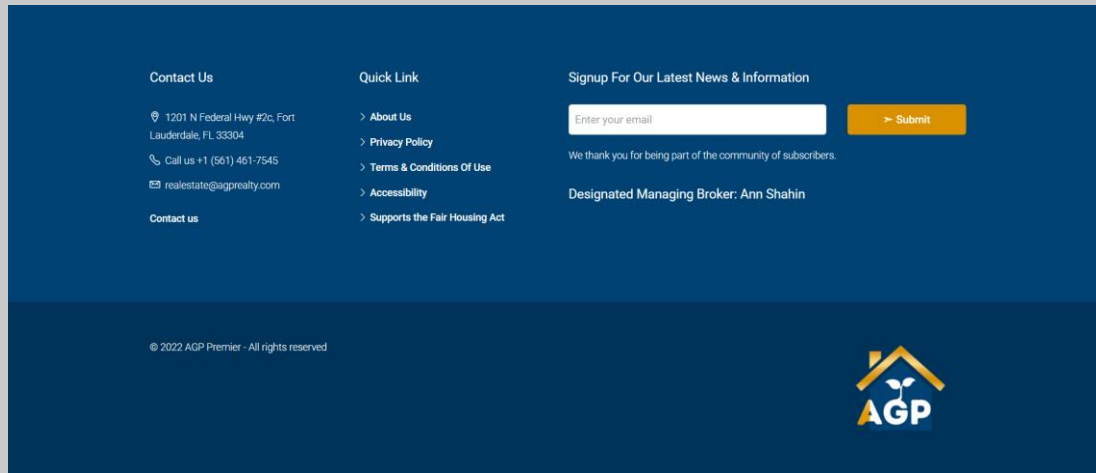 Contact Us
1201 N Federal Hwy #2c, Fort
Lauderdale, FL 33304
Call us +1 (561) 461-7545
realestate@agprealty.com
Contact us
Quick Link
About Us
Privacy Policy
Terms & Conditions Of Use
Accessibility
Supports the Fair Housing Act
Signup For Our Latest News & Information
Enter your email
Submit
We thank you for being part of the community of subscribers.
Designated Managing Broker: Ann Shahin
© 2022 AGP Premier - All rights reserved
AGP